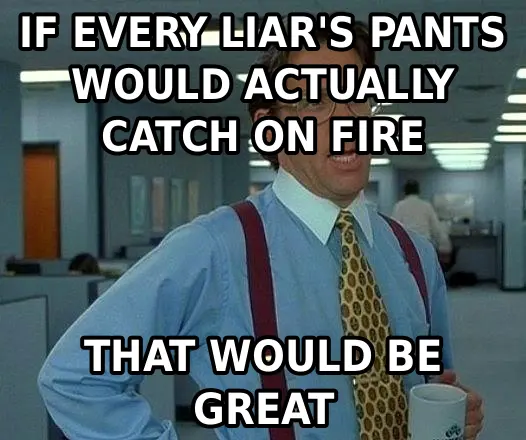 IF EVERY LIAR'S PANTS
WOULD ACTUALLY
CATCH ON FIRE
THAT WOULD BE
GREAT